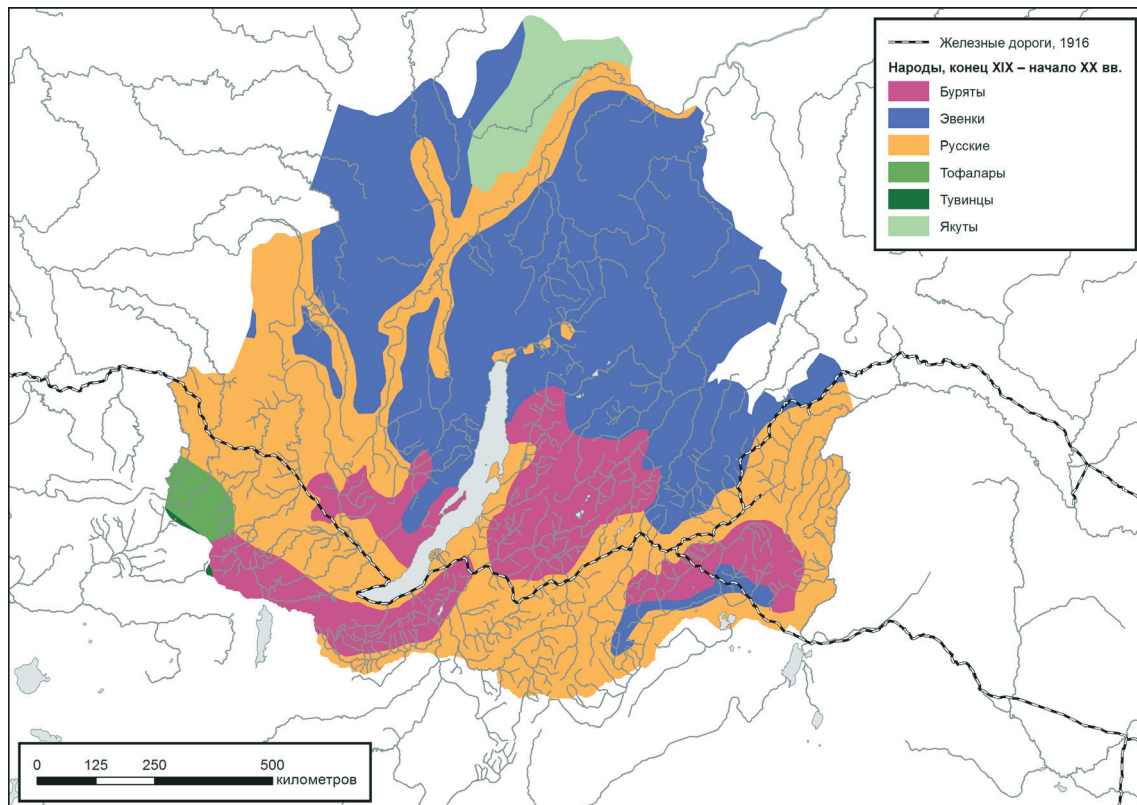 Железные дороги, 1916
Народы, конец XIX – начало XX вв.
Буряты
Эвенки
Русские
Тофалары
Тувинцы
Якуты
0 125 250 500
километров